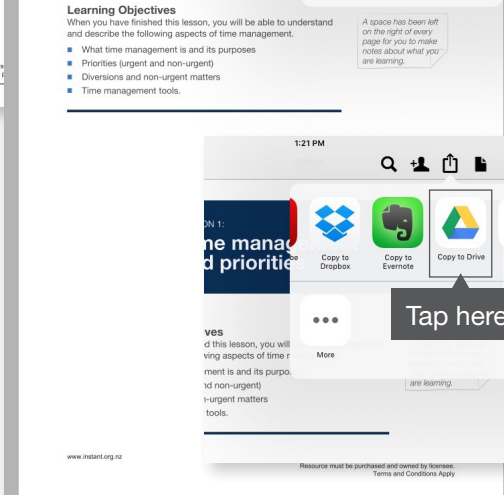 Learning Objectives
When you have finished this lesson, you will be able to understand
and describe the following aspects of time management.
What time management is and its purposes
Priorities (urgent and non-urgent)
Diversions and non-urgent matters
Time management tools.
A space has been left
on the right of every
page for you to make
notes about what you
are learning.
1:21 PM
ON 1:
me management
d priorities
be
Copy to
Dropbox
Copy to
Evernote
Copy to Drive
Tap here
More
ves
d this lesson, you will
wing aspects of time
ment is and its purpo
nd non-urgent)
n-urgent matters
tools.
are learning.
www.instant.org.nz
Resource must be purchased and owned by licensee.
Terms and Conditions Apply